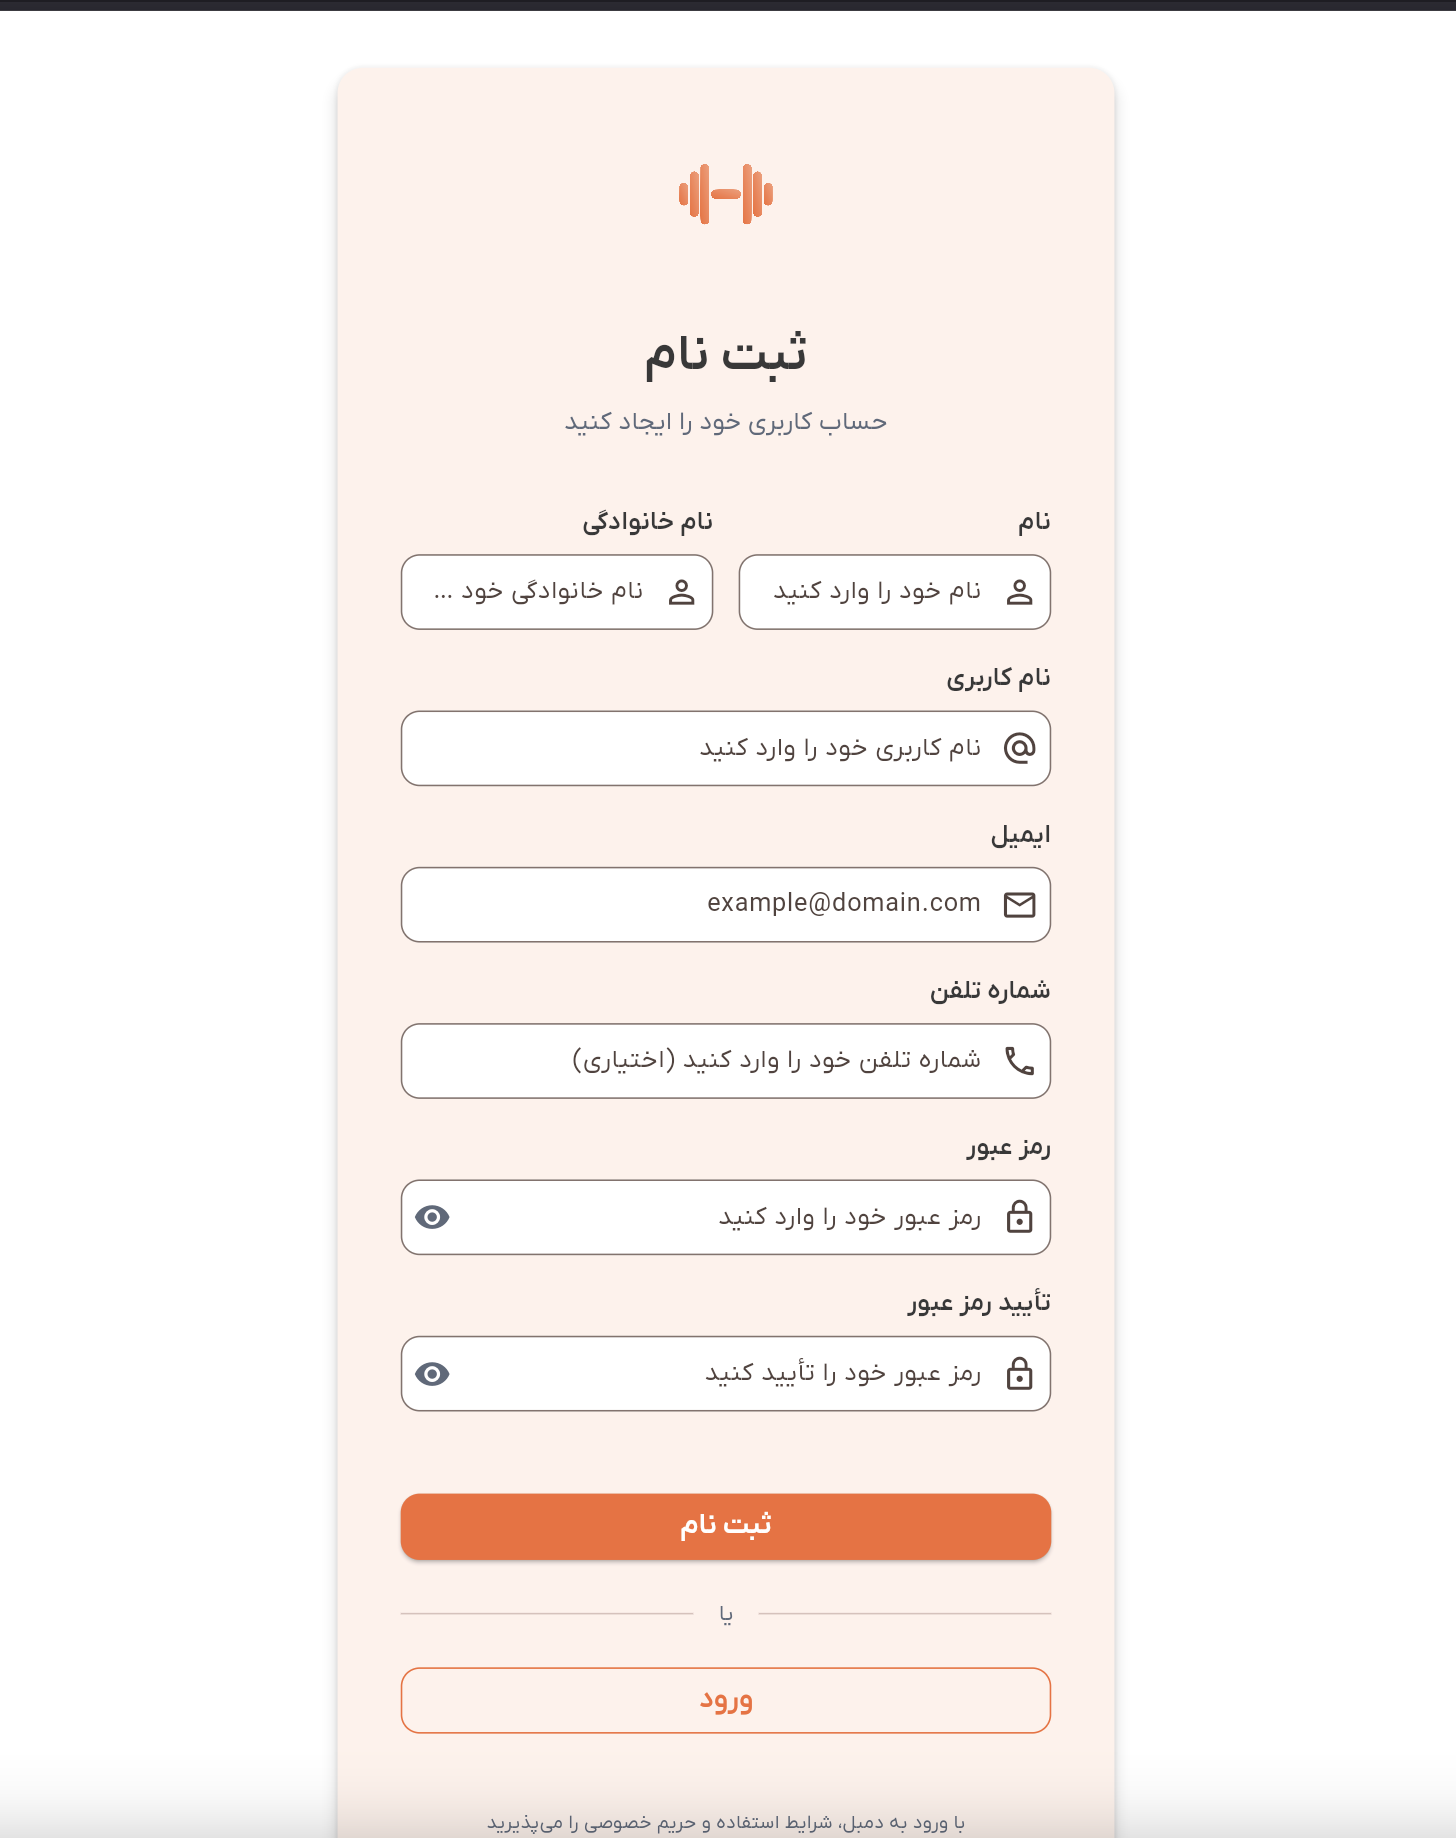 ثبت نام
حساب کاربری خود را ایجاد کنید
نام
نام خانوادگی
نام خود را وارد کنید
نام خانوادگی خود ...
نام کاربری
نام کاربری خود را وارد کنید
ایمیل
example@domain.com
شماره تلفن
شماره تلفن خود را وارد کنید (اختیاری)
رمز عبور
رمز عبور خود را وارد کنید
تأیید رمز عبور
رمز عبور خود را تأیید کنید
ثبت نام
یا
ورود
با ورود به دمبل، شرایط استفاده و حریم خصوصی را می‌پذیرید